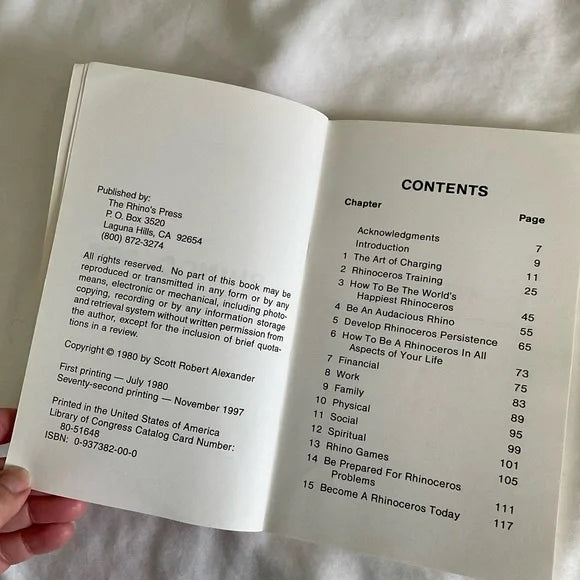 Published by:
The Rhino's Press
P. O. Box 3520
Laguna Hills, CA 92654
(800) 872-3274
All rights reserved. No part of this book may be
reproduced or transmitted in any form or by any
means, electronic or mechanical, including photo-
copying, recording or by any information storage
and retrieval system without written permission from
the author, except for the inclusion of brief quota-
tions in a review.
Copyright © 1980 by Scott Robert Alexander
First printing — July 1980
Seventy-second printing — November 1997
Printed in the United States of America
Library of Congress Catalog Card Number:
80-51648
ISBN: 0-937382-00-0
CONTENTS
Chapter Page
Acknowledgments 7
Introduction 9
1 The Art of Charging 11
2 Rhinoceros Training 25
3 How To Be The World's
Happiest Rhinoceros 45
4 Be An Audacious Rhino 55
5 Develop Rhinoceros Persistence 65
6 How To Be A Rhinoceros In All
Aspects of Your Life 73
7 Financial 75
8 Work 83
9 Family 89
10 Physical 95
11 Social 99
12 Spiritual 101
13 Rhino Games 105
14 Be Prepared For Rhinoceros
Problems 111
15 Become A Rhinoceros Today 117